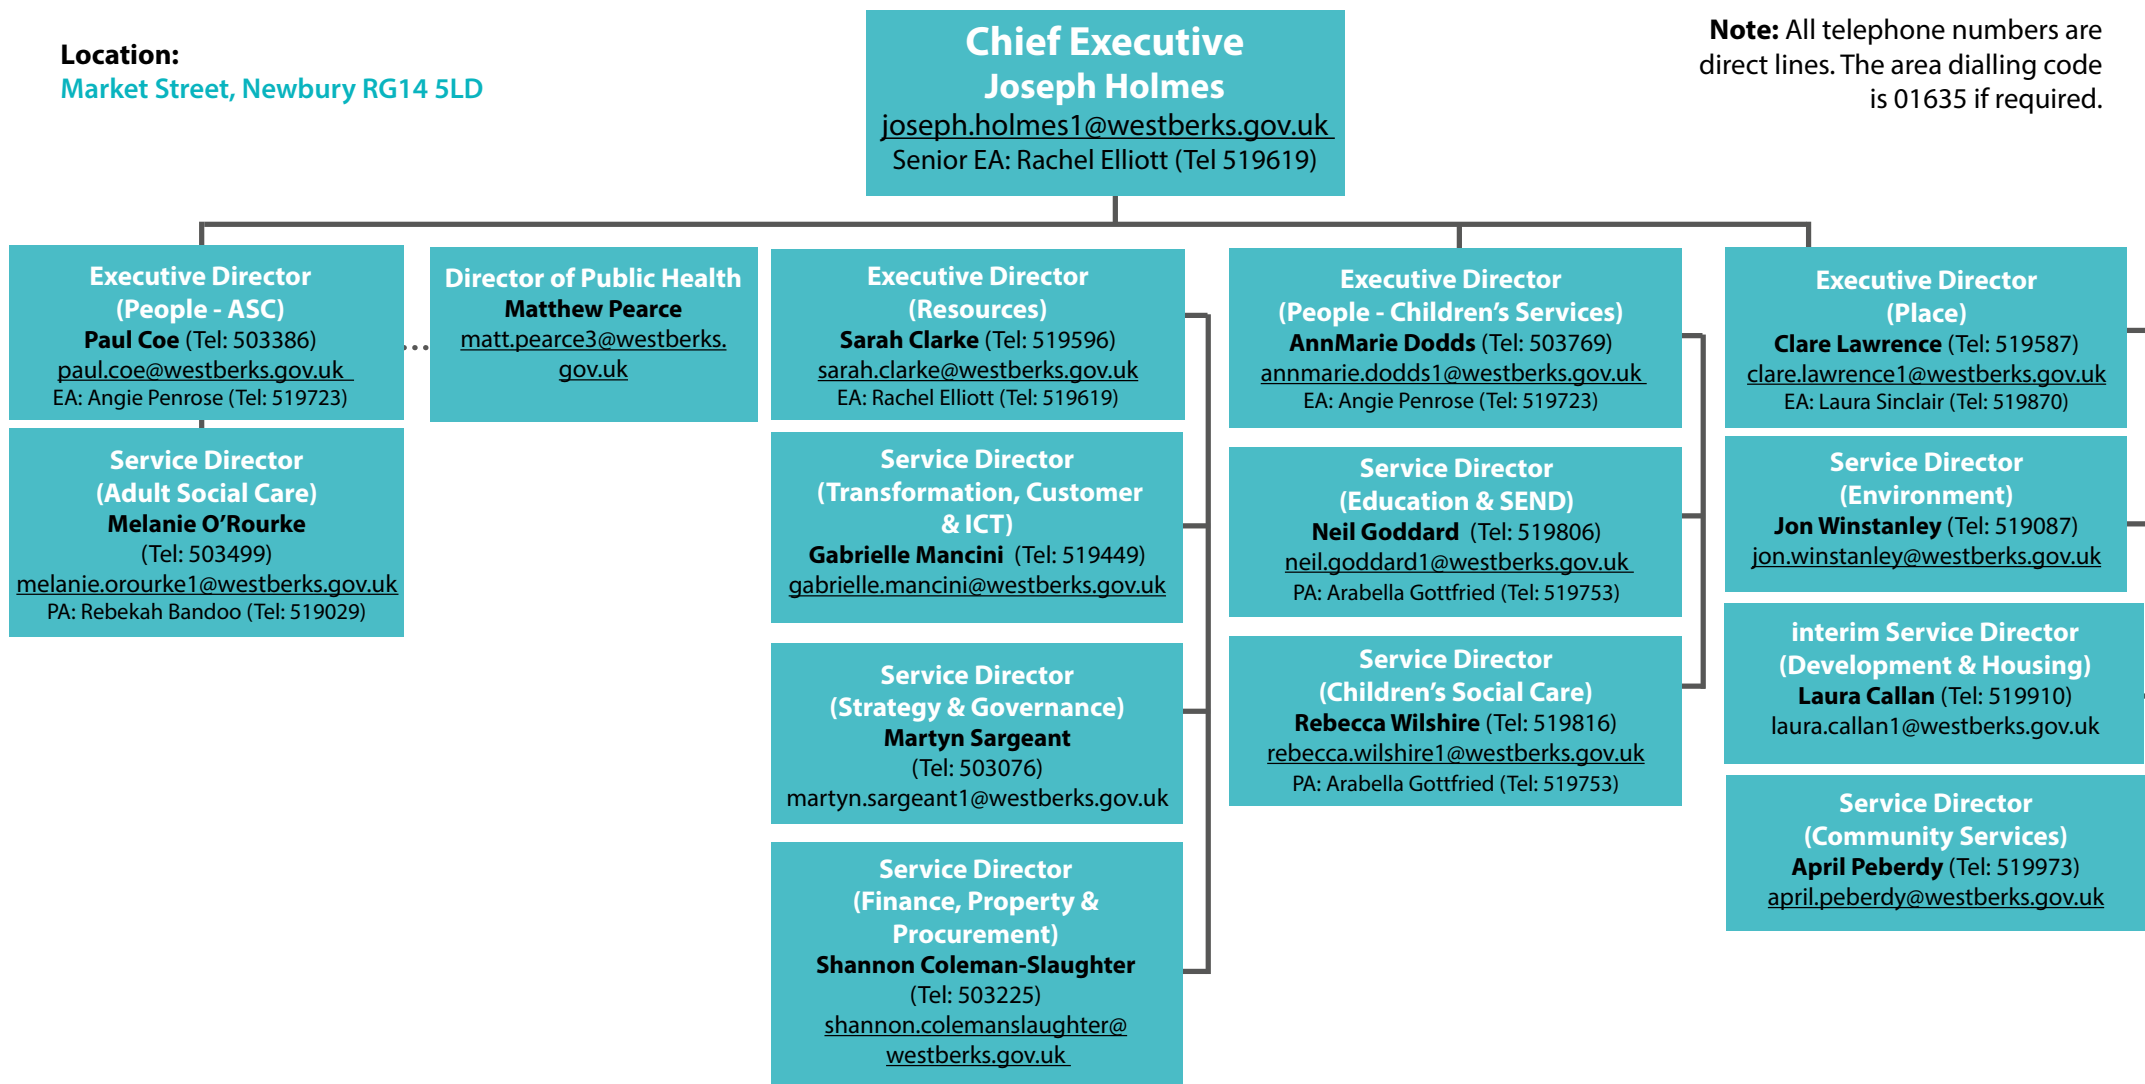 Location:
Market Street, Newbury RG14 5LD
Chief Executive
Joseph Holmes
joseph.holmes1@westberks.gov.uk
Senior EA: Rachel Elliott (Tel 519619)
Note: All telephone numbers are
direct lines. The area dialling code
is 01635 if required.
Executive Director
(People - ASC)
Paul Coe (Tel: 503386)
paul.coe@westberks.gov.uk
EA: Angie Penrose (Tel: 519723)
Service Director
(Adult Social Care)
Melanie O’Rourke
(Tel: 503499)
melanie.orourke1@westberks.gov.uk
PA: Rebekah Bandoo (Tel: 519029)
Director of Public Health
Matthew Pearce
matt.pearce3@westberks.
gov.uk
Executive Director
(Resources)
Sarah Clarke (Tel: 519596)
sarah.clarke@westberks.gov.uk
EA: Rachel Elliott (Tel: 519619)
Service Director
(Transformation, Customer
& ICT)
Gabrielle Mancini (Tel: 519449)
gabrielle.mancini@westberks.gov.uk
Service Director
(Strategy & Governance)
Martyn Sargeant
(Tel: 503076)
martyn.sargeant1@westberks.gov.uk
Service Director
(Finance, Property &
Procurement)
Shannon Coleman-Slaughter
(Tel: 503225)
shannon.colemanslaughter@
westberks.gov.uk
Executive Director
(People - Children’s Services)
AnnMarie Dodds (Tel: 503769)
annmarie.dodds1@westberks.gov.uk
EA: Angie Penrose (Tel: 519723)
Service Director
(Education & SEND)
Neil Goddard (Tel: 519806)
neil.goddard1@westberks.gov.uk
PA: Arabella Gottfried (Tel: 519753)
Service Director
(Children’s Social Care)
Rebecca Wilshire (Tel: 519816)
rebecca.wilshire1@westberks.gov.uk
PA: Arabella Gottfried (Tel: 519753)
Executive Director
(Place)
Clare Lawrence (Tel: 519587)
clare.lawrence1@westberks.gov.uk
EA: Laura Sinclair (Tel: 519870)
Service Director
(Environment)
Jon Winstanley (Tel: 519087)
jon.winstanley@westberks.gov.uk
interim Service Director
(Development & Housing)
Laura Callan (Tel: 519910)
laura.callan1@westberks.gov.uk
Service Director
(Community Services)
April Peberdy (Tel: 519973)
april.peberdy@westberks.gov.uk